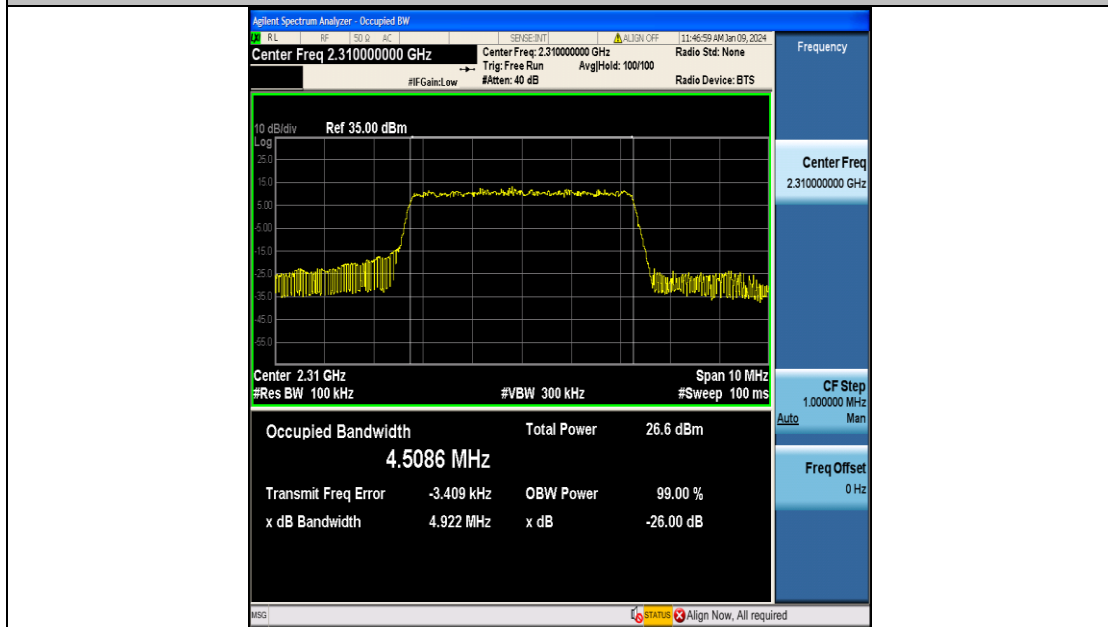 Agilent Spectrum Analyzer - Occupied BW
LXI RL RF 50 Ω AC SENSE:INT ALIGN OFF 11:46:59 AM Jan 09, 2024
Center Freq 2.310000000 GHz
Center Freq: 2.310000000 GHz
Radio Std: None
Trig: Free Run Avg|Hold: 100/100
#IFGain:Low #Atten: 40 dB
Radio Device: BTS
Frequency
10 dB/div Ref 35.00 dBm
Log
25.0
15.0
5.00
-5.00
-15.0
-25.0
-35.0
-45.0
-55.0
Center 2.31 GHz Span 10 MHz
#Res BW 100 kHz #VBW 300 kHz #Sweep 100 ms
Center Freq
2.310000000 GHz
CF Step
1.000000 MHz
Auto Man
Freq Offset
0 Hz
Occupied Bandwidth Total Power 26.6 dBm
4.5086 MHz
Transmit Freq Error -3.409 kHz OBW Power 99.00 %
x dB Bandwidth 4.922 MHz x dB -26.00 dB
MSG STATUS Align Now, All required